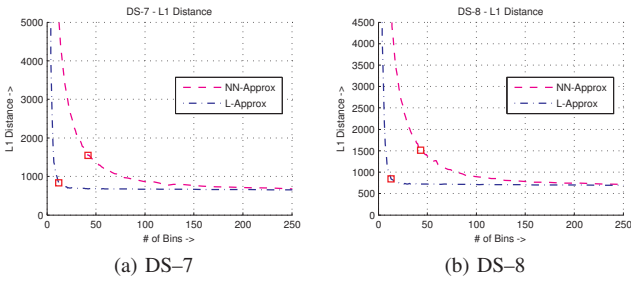 DS-7 - L1 Distance
5000
4000
3000
2000
1000
0
L1 Distance ->
NN-Approx
L-Approx
0 50 100 150 200 250
# of Bins ->
(a) DS–7
DS-8 - L1 Distance
4500
4000
3500
3000
2500
2000
1500
1000
500
0
L1 Distance ->
NN-Approx
L-Approx
0 50 100 150 200 250
# of Bins ->
(b) DS–8